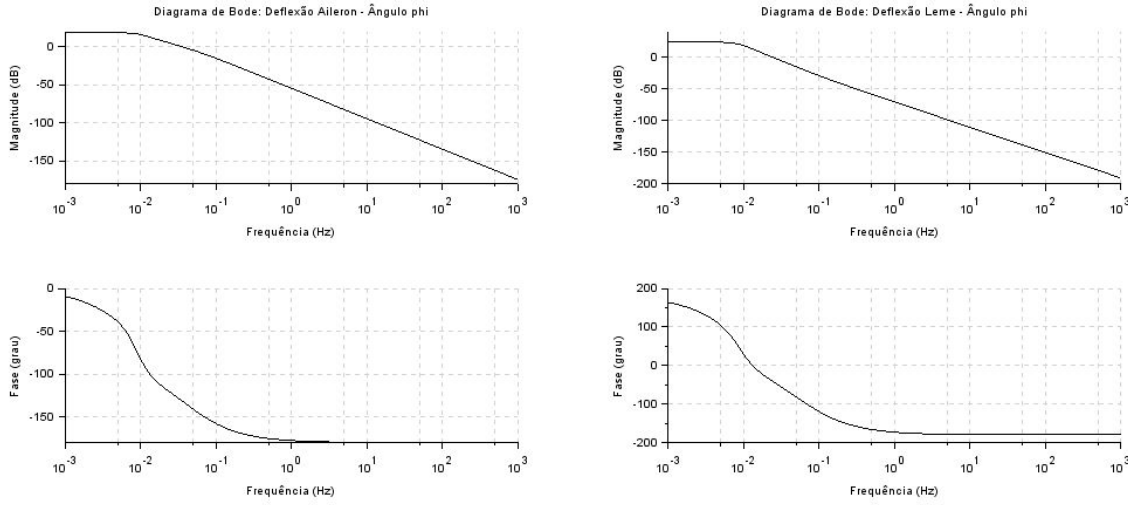 Diagrama de Bode: Deflexão Aileron - Ângulo phi
Magnitude (dB)
0
-50
-100
-150
10^-3 10^-2 10^-1 10^0 10^1 10^2 10^3
Frequência (Hz)
Diagrama de Bode: Deflexão Leme - Ângulo phi
Magnitude (dB)
0
-50
-100
-150
-200
10^-3 10^-2 10^-1 10^0 10^1 10^2 10^3
Frequência (Hz)
Fase (grau)
0
-50
-100
-150
10^-3 10^-2 10^-1 10^0 10^1 10^2 10^3
Frequência (Hz)
Fase (grau)
200
100
0
-100
-200
10^-3 10^-2 10^-1 10^0 10^1 10^2 10^3
Frequência (Hz)